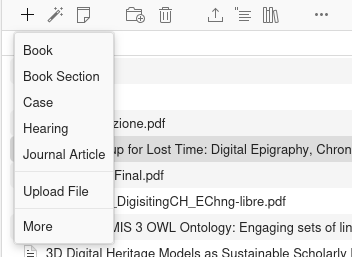 Book
Book Section
Case
Hearing
Journal Article
Upload File
More
zione.pdf
up for Lost Time: Digital Epigraphy, Chron
Final.pdf
_DigisitingCH_EChng-libre.pdf
MIS 3 OWL Ontology: Engaging sets of lin
3D Digital Heritage Models as Sustainable Scholarly